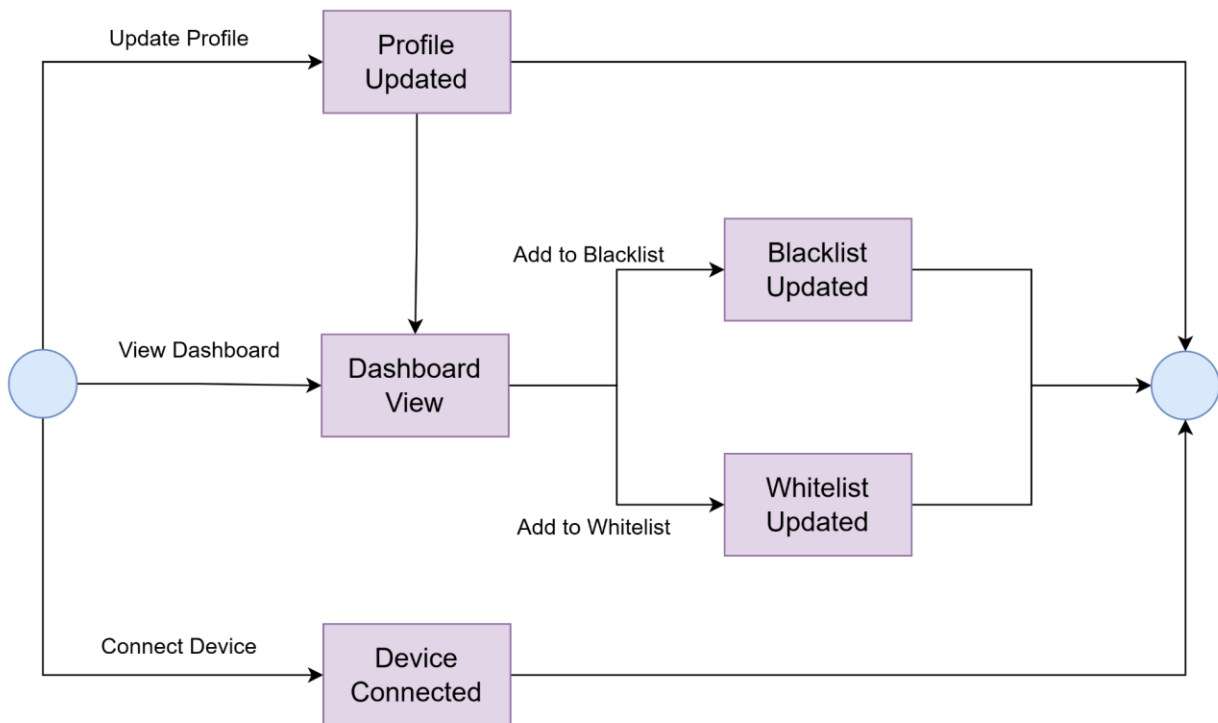 Update Profile
Profile
Updated
Add to Blacklist
Blacklist
Updated
View Dashboard
Dashboard
View
Whitelist
Updated
Add to Whitelist
Connect Device
Device
Connected